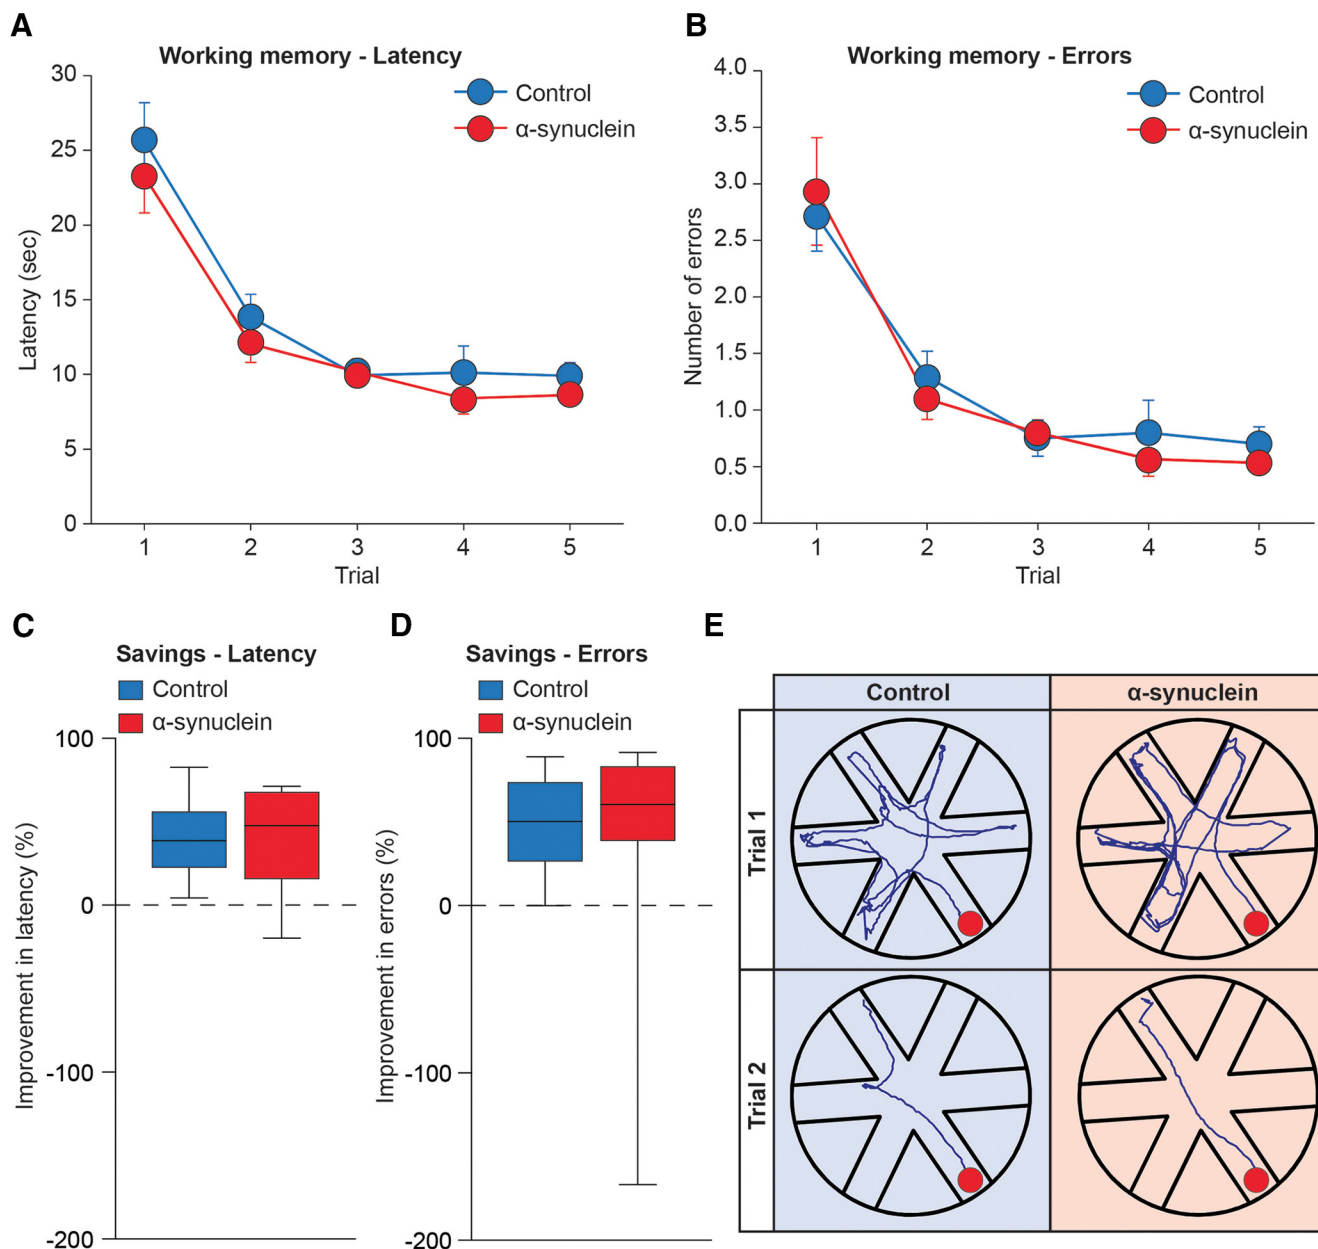 A
Working memory - Latency
Control
α-synuclein
30
25
20
15
10
5
0
Latency (sec)
1 2 3 4 5
Trial
B
Working memory - Errors
Control
α-synuclein
4.0
3.5
3.0
2.5
2.0
1.5
1.0
0.5
0.0
Number of errors
1 2 3 4 5
Trial
C
Savings - Latency
Control
α-synuclein
100
0
-100
-200
Improvement in latency (%)
D
Savings - Errors
Control
α-synuclein
100
0
-100
-200
Improvement in errors (%)
E
Control
α-synuclein
Trial 1
Trial 2